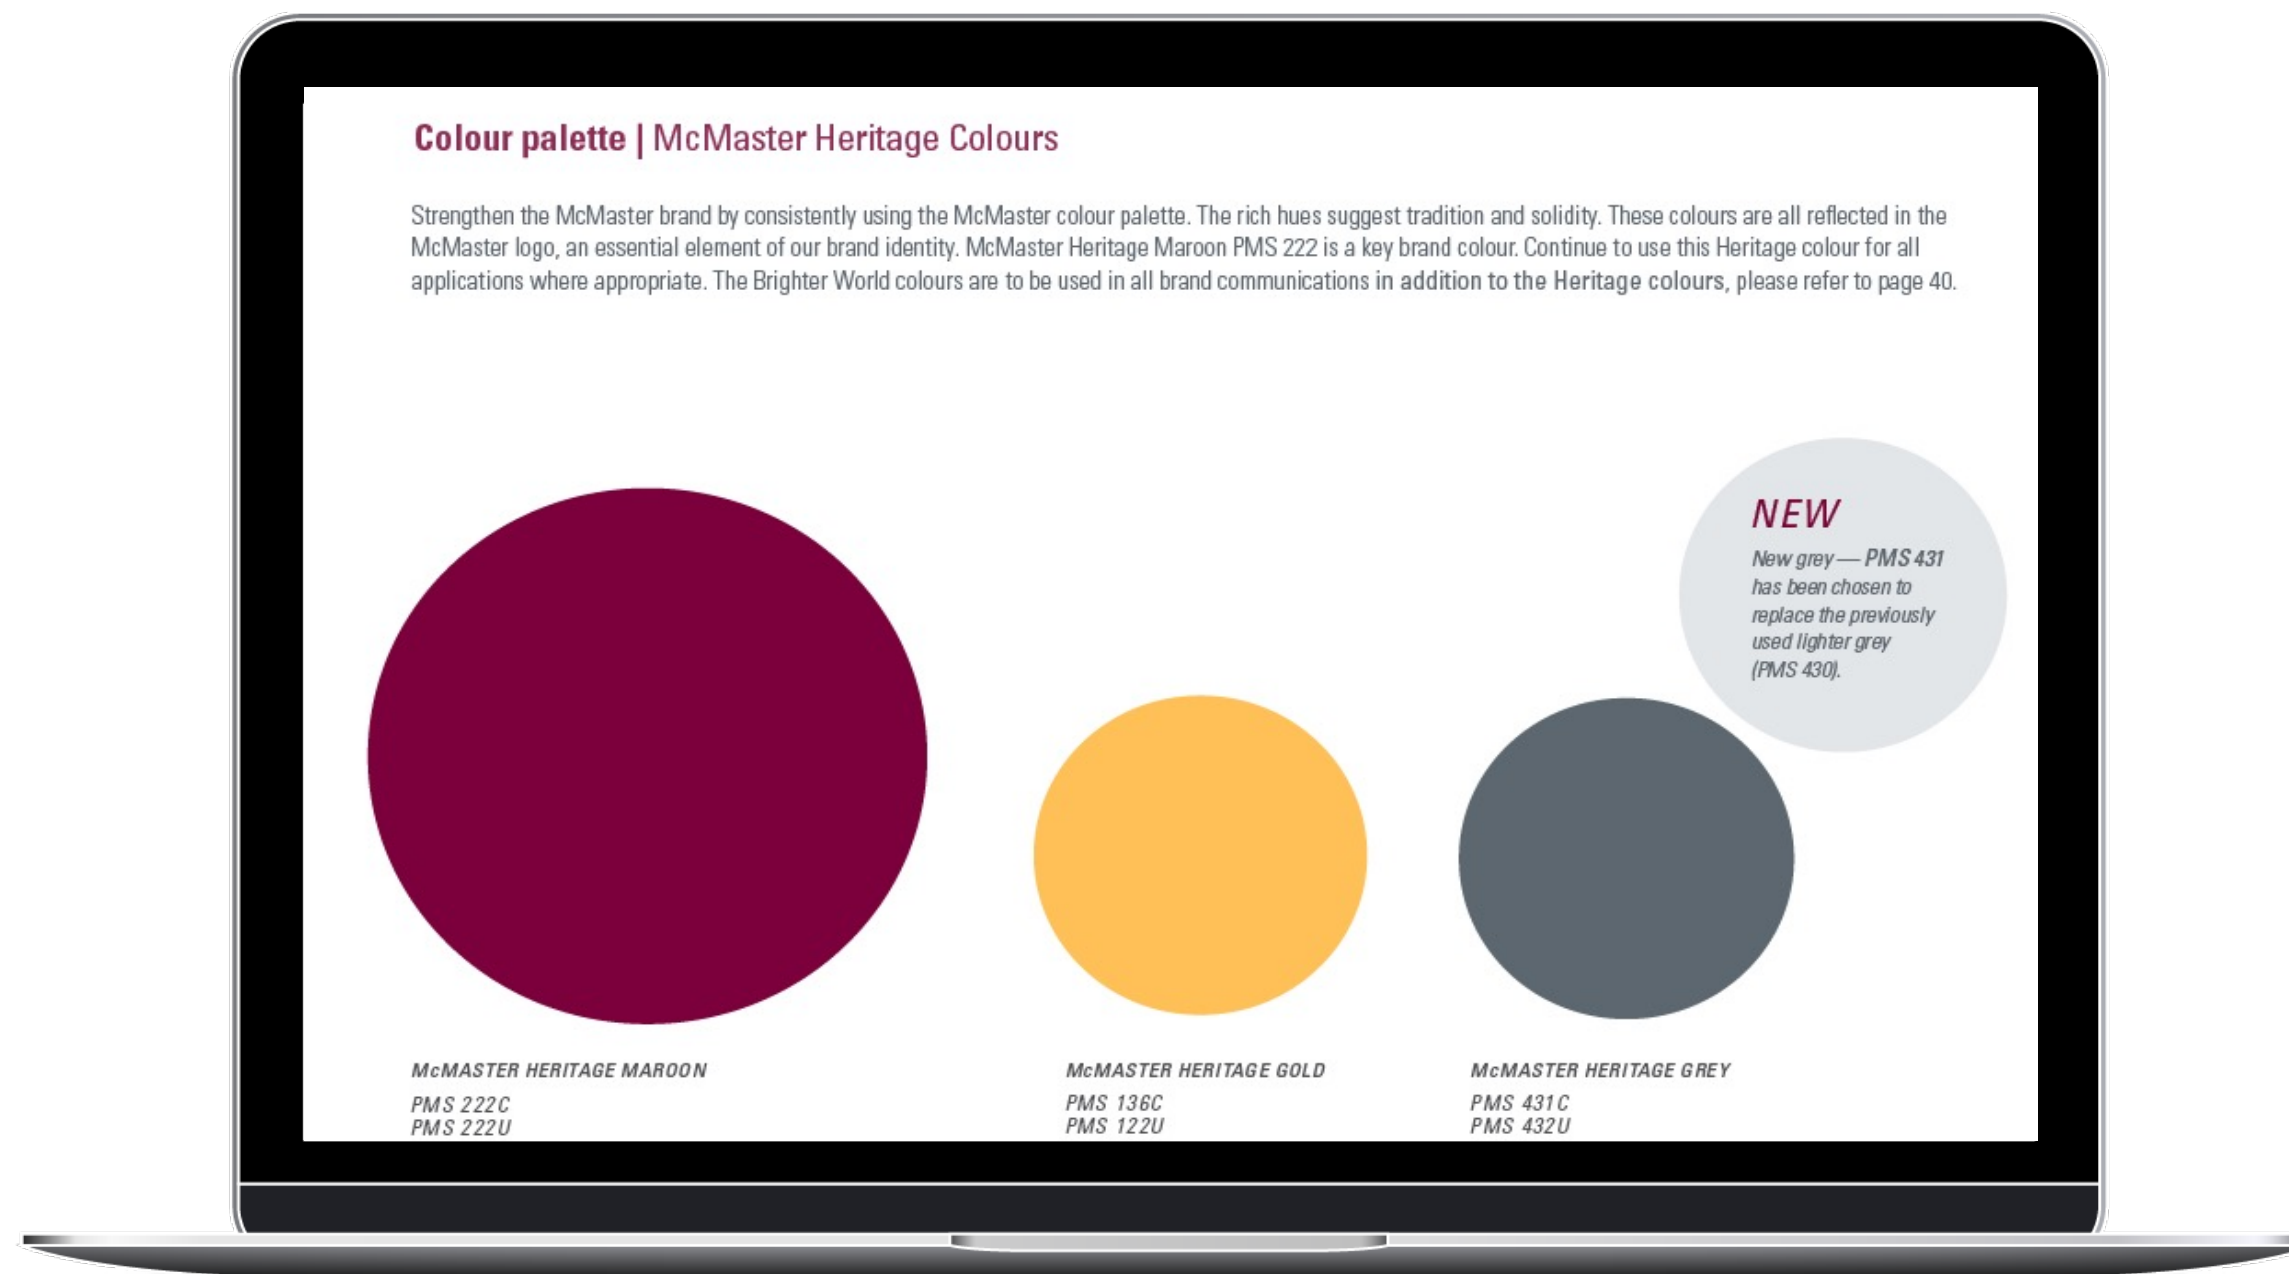 Colour palette | McMaster Heritage Colours
Strengthen the McMaster brand by consistently using the McMaster colour palette. The rich hues suggest tradition and solidity. These colours are all reflected in the
McMaster logo, an essential element of our brand identity. McMaster Heritage Maroon PMS 222 is a key brand colour. Continue to use this Heritage colour for all
applications where appropriate. The Brighter World colours are to be used in all brand communications in addition to the Heritage colours, please refer to page 40.
NEW
New grey — PMS 431
has been chosen to
replace the previously
used lighter grey
(PMS 430).
McMASTER HERITAGE MAROON
PMS 222C
PMS 222U
McMASTER HERITAGE GOLD
PMS 136C
PMS 122U
McMASTER HERITAGE GREY
PMS 431C
PMS 432U